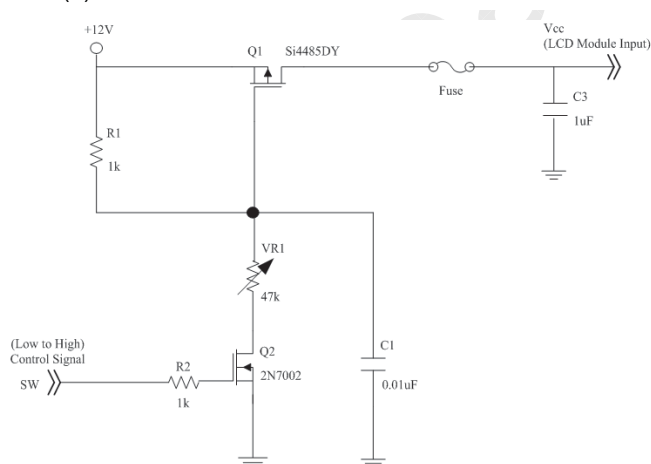 +12V
Q1
Si4485DY
Vcc
(LCD Module Input)
Fuse
C3
1uF
R1
1k
VR1
47k
(Low to High)
Control Signal
SW
R2
1k
Q2
2N7002
C1
0.01uF